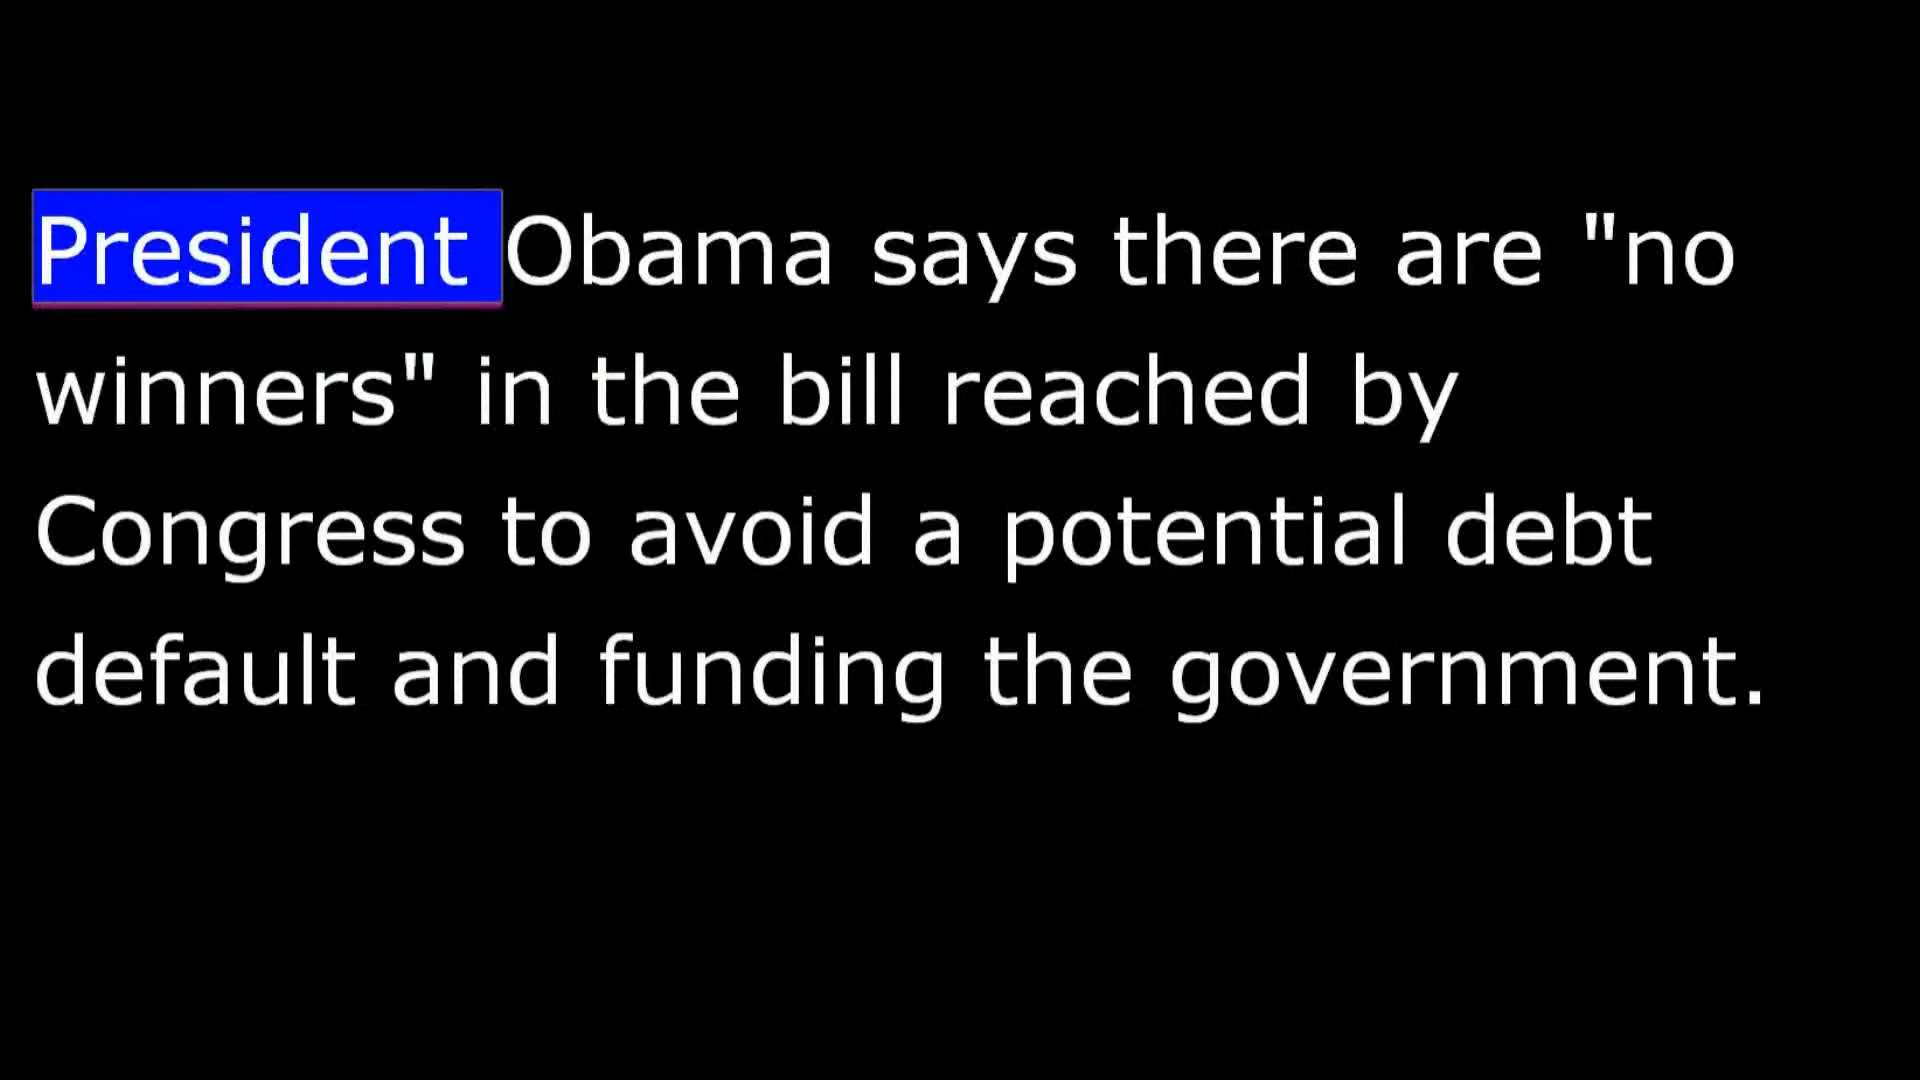 President Obama says there are "no
winners" in the bill reached by
Congress to avoid a potential debt
default and funding the government.